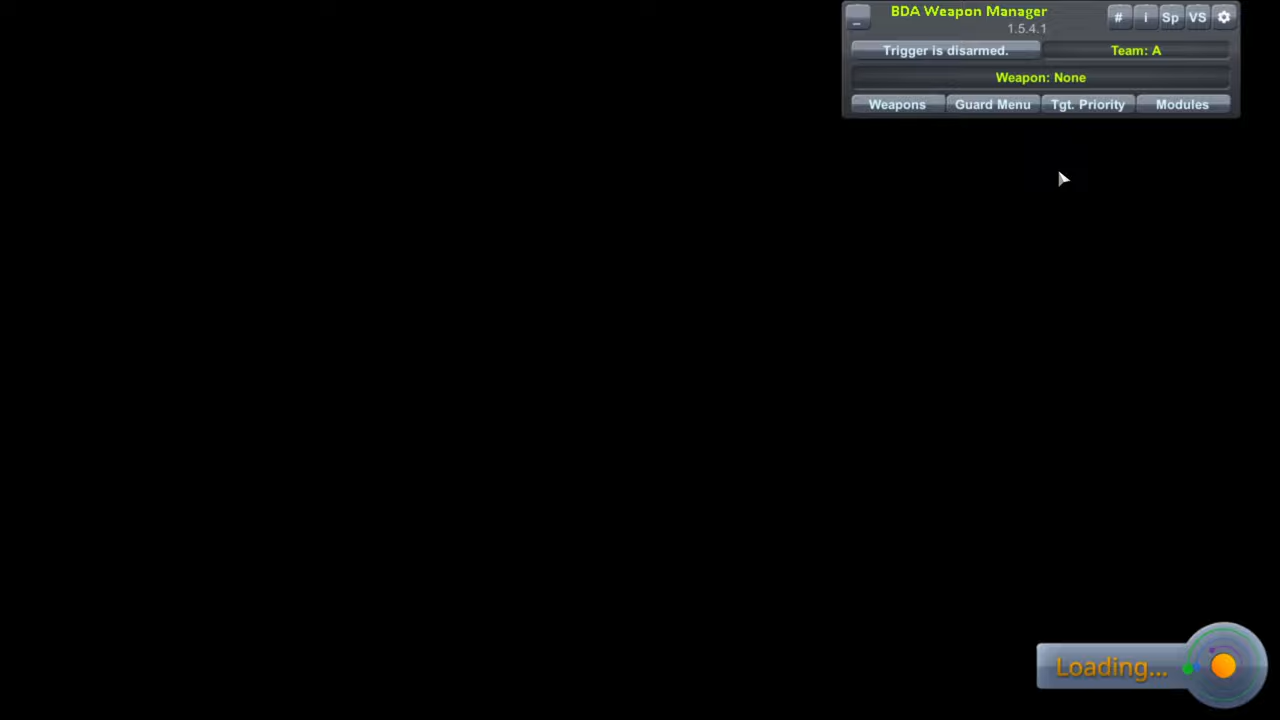 BDA Weapon Manager
_ # i Sp VS
1.5.4.1
Trigger is disarmed. Team: A
Weapon: None
Weapons Guard Menu Tgt. Priority Modules
Loading...